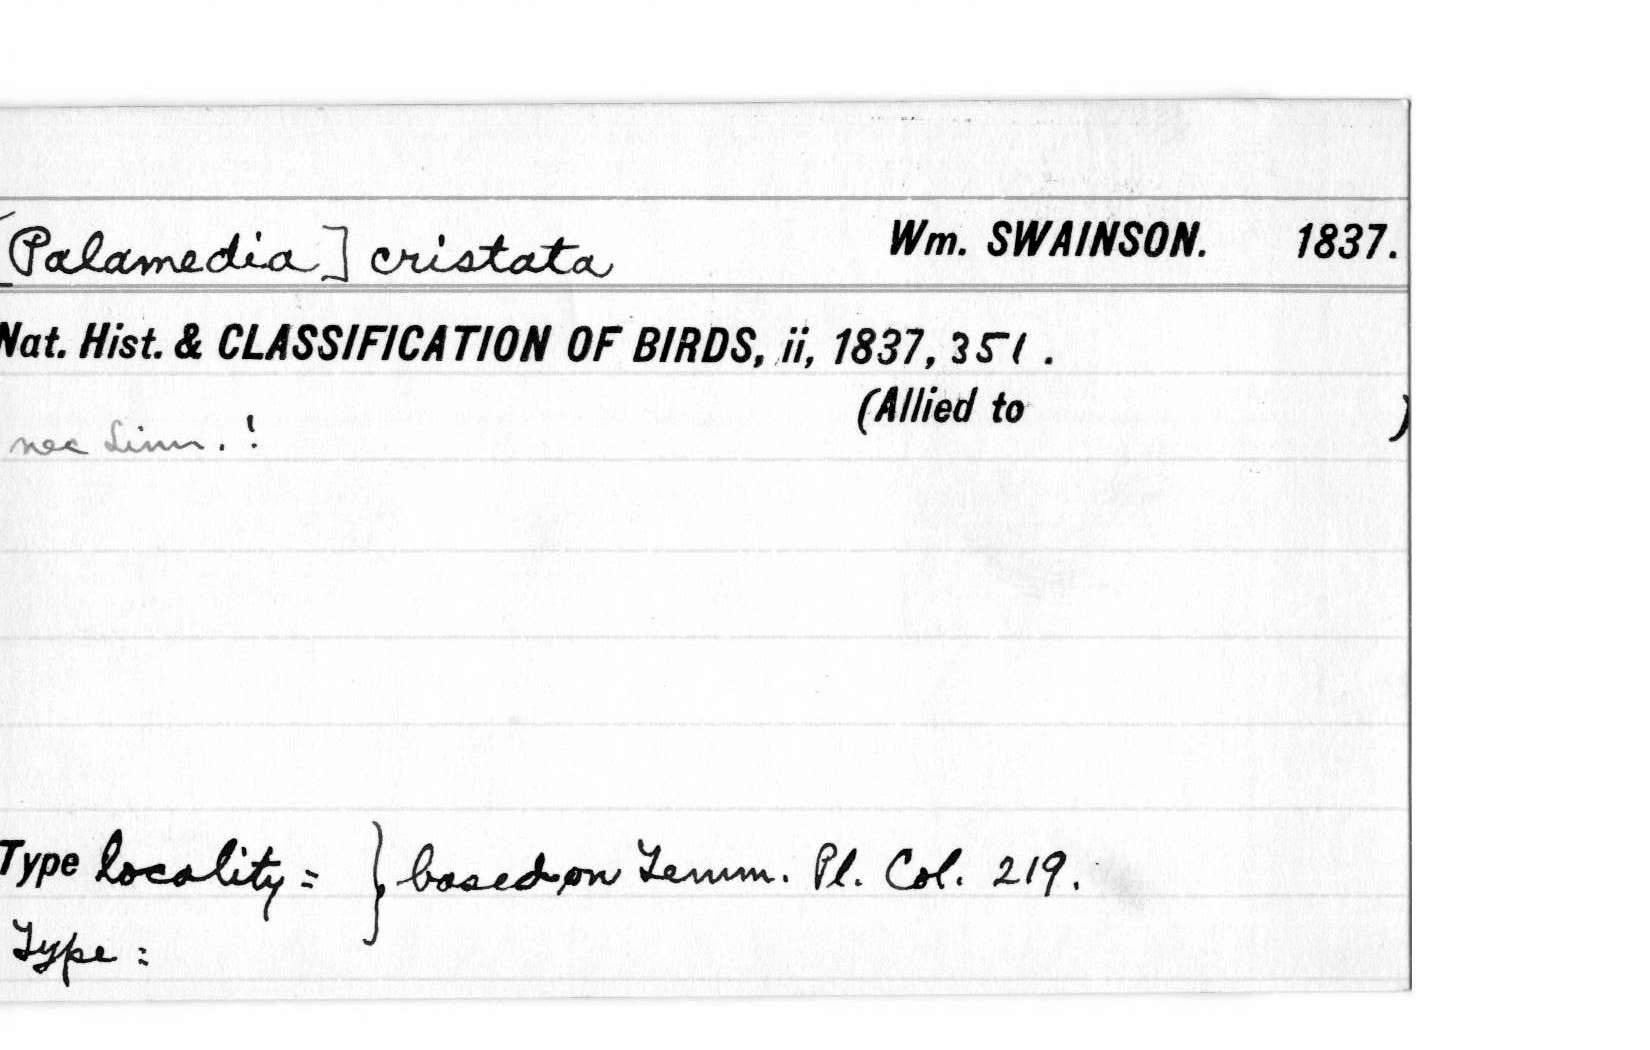 [Palamedia] cristata Wm. SWAINSON. 1837.
Nat. Hist. & CLASSIFICATION OF BIRDS, ii, 1837, 351.
(Allied to )
nec Linn.!
Type locality = } based on Temm. Pl. Col. 219.
Type =